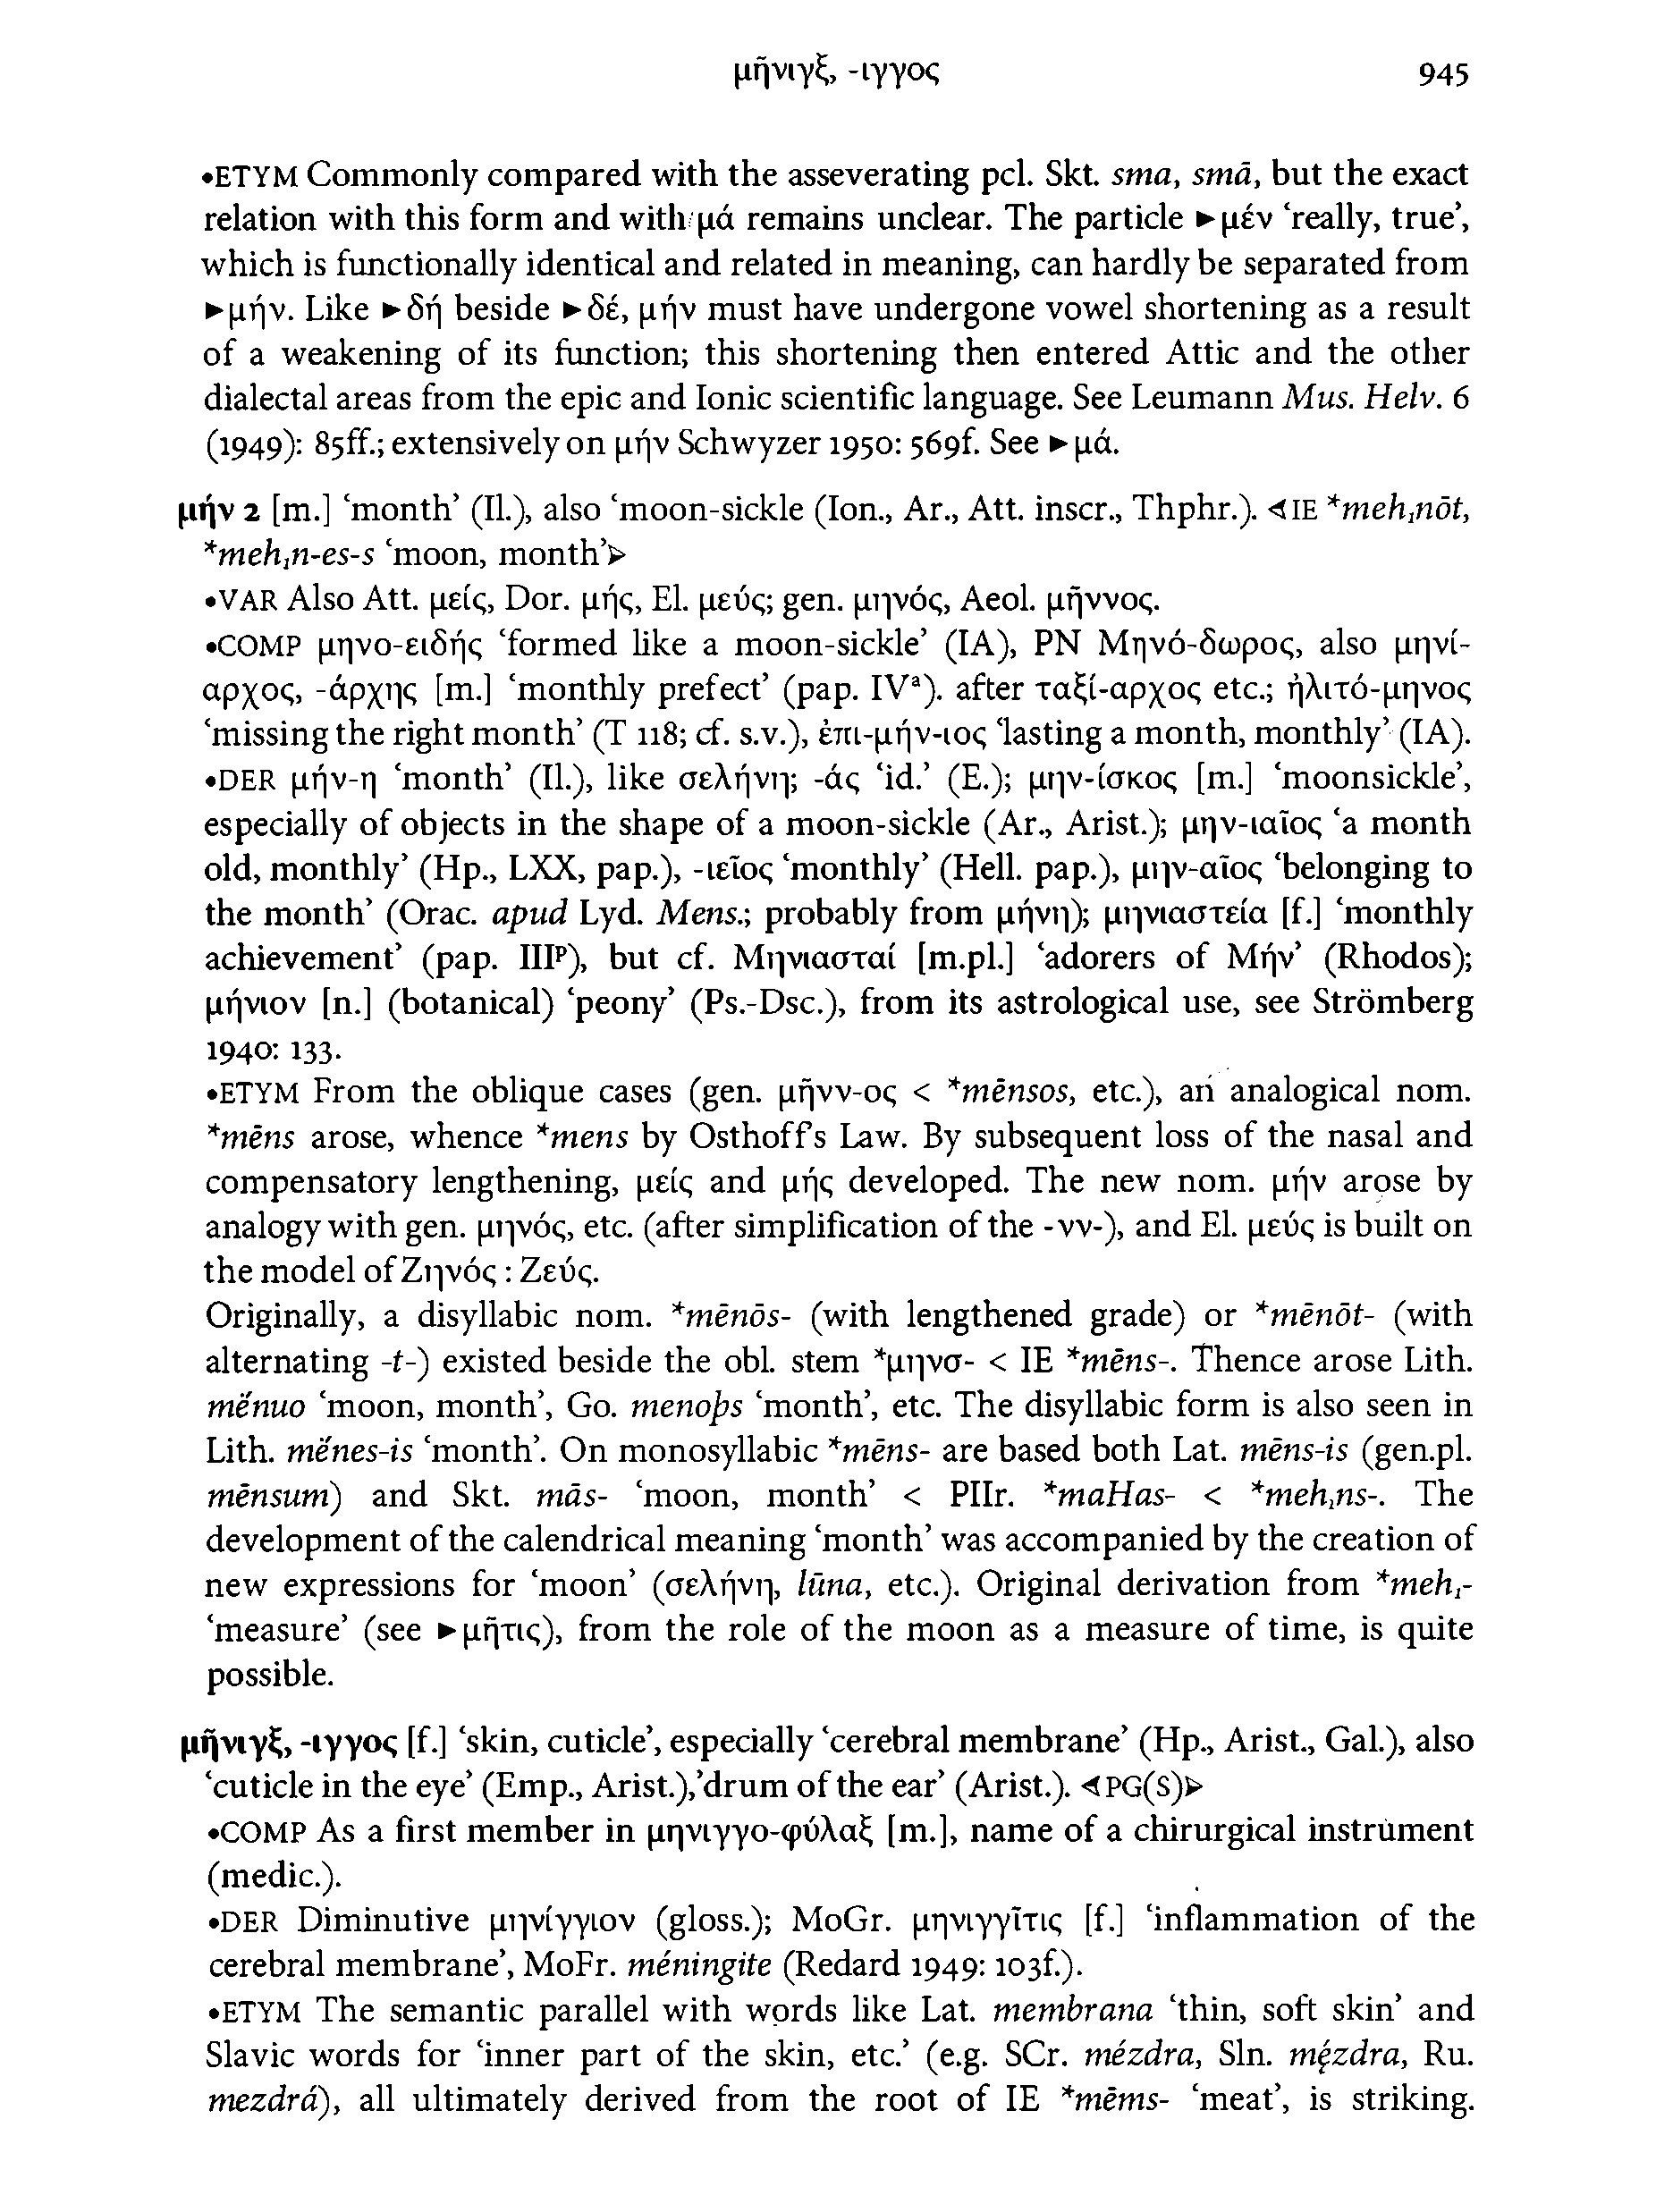 μῆνιγξ, -ιγγος 945
•ETYM Commonly compared with the asseverating pcl. Skt. sma, smā, but the exact
relation with this form and with μά remains unclear. The particle ►μέν ‘really, true’,
which is functionally identical and related in meaning, can hardly be separated from
►μήν. Like ►δή beside ►δέ, μήν must have undergone vowel shortening as a result
of a weakening of its function; this shortening then entered Attic and the other
dialectal areas from the epic and Ionic scientific language. See Leumann Mus. Helv. 6
(1949): 85ff.; extensively on μήν Schwyzer 1950: 569f. See ►μά.
μήν 2 [m.] ‘month’ (Il.), also ‘moon-sickle (Ion., Ar., Att. inscr., Thphr.). ⊲IE *meh₁nōt,
*meh₁n-es-s ‘moon, month’⊳
•VAR Also Att. μείς, Dor. μής, El. μεύς; gen. μηνός, Aeol. μῆννος.
•COMP μηνο-ειδής ‘formed like a moon-sickle’ (IA), PN Μηνό-δωρος, also μηνί-
αρχος, -άρχης [m.] ‘monthly prefect’ (pap. IVᵃ). after ταξί-αρχος etc.; ἠλιτό-μηνος
‘missing the right month’ (T 118; cf. s.v.), ἐπι-μήν-ιος ‘lasting a month, monthly’ (IA).
•DER μήν-η ‘month’ (Il.), like σελήνη; -άς ‘id.’ (E.); μην-ίσκος [m.] ‘moonsickle’,
especially of objects in the shape of a moon-sickle (Ar., Arist.); μην-ιαῖος ‘a month
old, monthly’ (Hp., LXX, pap.), -ιεῖος ‘monthly’ (Hell. pap.), μην-αῖος ‘belonging to
the month’ (Orac. apud Lyd. Mens.; probably from μήνη); μηνιαστεία [f.] ‘monthly
achievement’ (pap. IIIᵖ), but cf. Μηνιασταί [m.pl.] ‘adorers of Μήν’ (Rhodos);
μήνιον [n.] (botanical) ‘peony’ (Ps.-Dsc.), from its astrological use, see Strömberg
1940: 133.
•ETYM From the oblique cases (gen. μῆνν-ος < *mēnsos, etc.), an analogical nom.
*mēns arose, whence *mens by Osthoff's Law. By subsequent loss of the nasal and
compensatory lengthening, μείς and μής developed. The new nom. μήν arose by
analogy with gen. μηνός, etc. (after simplification of the -νν-), and El. μεύς is built on
the model of Ζηνός : Ζεύς.
Originally, a disyllabic nom. *mēnōs- (with lengthened grade) or *mēnōt- (with
alternating -t-) existed beside the obl. stem *μηνσ- < IE *mēns-. Thence arose Lith.
mė́nuo ‘moon, month’, Go. menoþs ‘month’, etc. The disyllabic form is also seen in
Lith. mė́nes-is ‘month’. On monosyllabic *mēns- are based both Lat. mēns-is (gen.pl.
mēnsum) and Skt. mās- ‘moon, month’ < PIIr. *maHas- < *meh₁ns-. The
development of the calendrical meaning ‘month’ was accompanied by the creation of
new expressions for ‘moon’ (σελήνη, lūna, etc.). Original derivation from *meh₁-
‘measure’ (see ►μῆτις), from the role of the moon as a measure of time, is quite
possible.
μῆνιγξ, -ιγγος [f.] ‘skin, cuticle’, especially ‘cerebral membrane’ (Hp., Arist., Gal.), also
‘cuticle in the eye’ (Emp., Arist.),’drum of the ear’ (Arist.). ⊲PG(S)⊳
•COMP As a first member in μηνιγγο-φύλαξ [m.], name of a chirurgical instrument
(medic.).
•DER Diminutive μηνίγγιον (gloss.); MoGr. μηνιγγῖτις [f.] ‘inflammation of the
cerebral membrane’, MoFr. méningite (Redard 1949: 103f.).
•ETYM The semantic parallel with words like Lat. membrana ‘thin, soft skin’ and
Slavic words for ‘inner part of the skin, etc.’ (e.g. SCr. mézdra, Sln. mẹ́zdra, Ru.
mezdrá), all ultimately derived from the root of IE *mēms- ‘meat’, is striking.